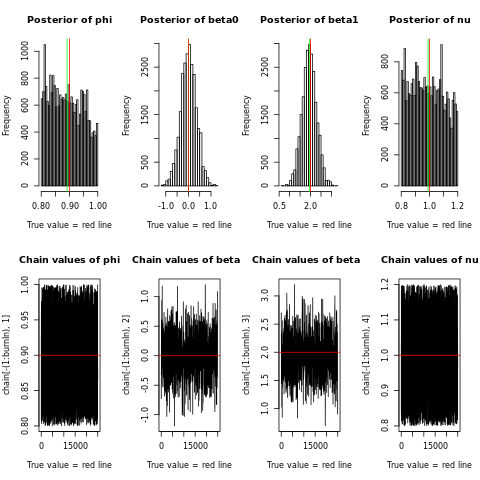 Posterior of phi
Frequency
0 200 400 600 800 1000
0.80 0.90 1.00
True value = red line
Posterior of beta0
Frequency
0 500 1500 2500
-1.0 0.0 1.0
True value = red line
Posterior of beta1
Frequency
0 500 1500 2500
0.5 2.0
True value = red line
Posterior of nu
Frequency
0 200 400 600 800
0.8 1.0 1.2
True value = red line
Chain values of phi
chain[-(1:burnIn), 1]
0.80 0.85 0.90 0.95 1.00
0 15000
True value = red line
Chain values of beta
chain[-(1:burnIn), 2]
-1.0 -0.5 0.0 0.5 1.0
0 15000
True value = red line
Chain values of beta
chain[-(1:burnIn), 3]
1.0 1.5 2.0 2.5 3.0
0 15000
True value = red line
Chain values of nu
chain[-(1:burnIn), 4]
0.8 0.9 1.0 1.1 1.2
0 15000
True value = red line